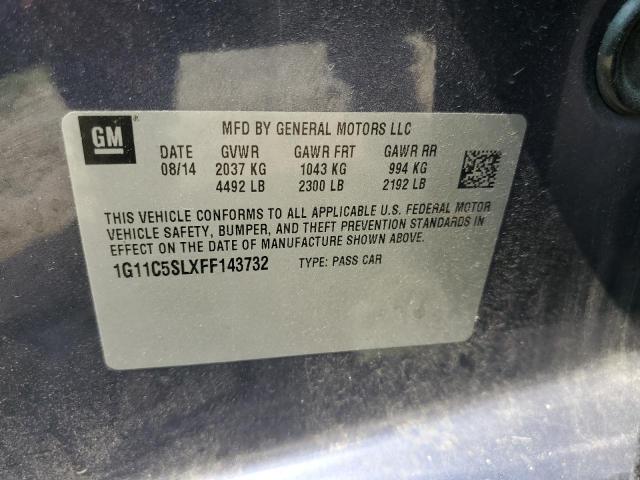 GM
MFD BY GENERAL MOTORS LLC
DATE GVWR GAWR FRT GAWR RR
08/14 2037 KG 1043 KG 994 KG
4492 LB 2300 LB 2192 LB
THIS VEHICLE CONFORMS TO ALL APPLICABLE U.S. FEDERAL MOTOR
VEHICLE SAFETY, BUMPER, AND THEFT PREVENTION STANDARDS IN
EFFECT ON THE DATE OF MANUFACTURE SHOWN ABOVE.
1G11C5SLXFF143732 TYPE: PASS CAR